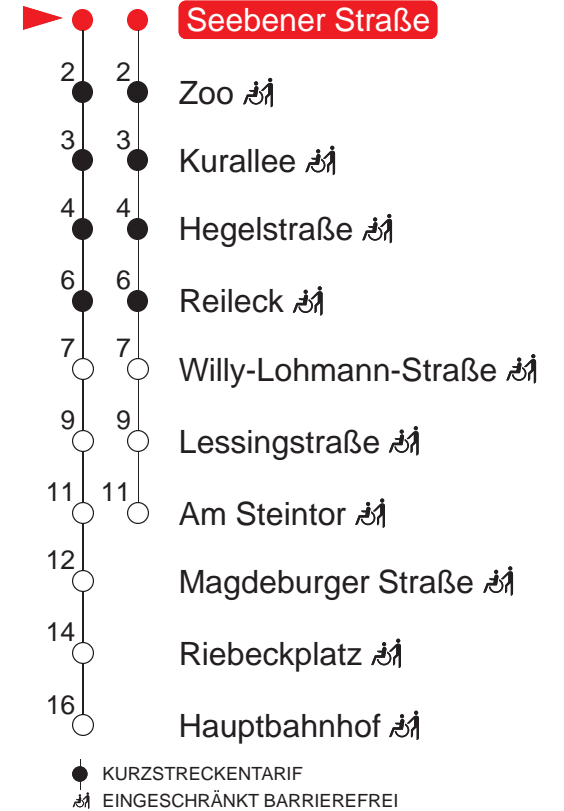 Seebener Straße
2 2 Zoo
3 3 Kurallee
4 4 Hegelstraße
6 6 Reileck
7 7 Willy-Lohmann-Straße
9 9 Lessingstraße
11 11 Am Steintor
12 Magdeburger Straße
14 Riebeckplatz
16 Hauptbahnhof
KURZSTRECKENTARIF
EINGESCHRÄNKT BARRIEREFREI